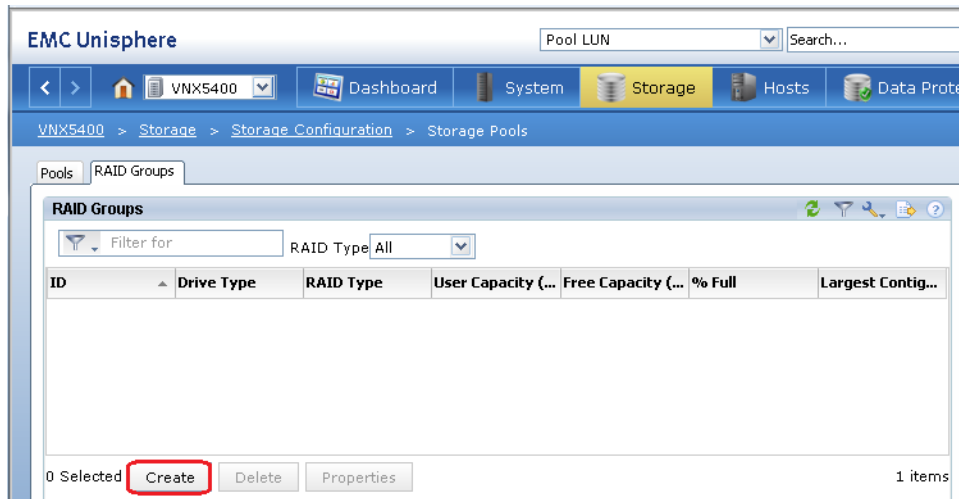 EMC Unisphere
Pool LUN
Search...
VNX5400
Dashboard
System
Storage
Hosts
Data Prote
VNX5400 > Storage > Storage Configuration > Storage Pools
Pools
RAID Groups
RAID Groups
Filter for
RAID Type All
ID
Drive Type
RAID Type
User Capacity (...
Free Capacity (...
% Full
Largest Contig...
0 Selected
Create
Delete
Properties
1 items